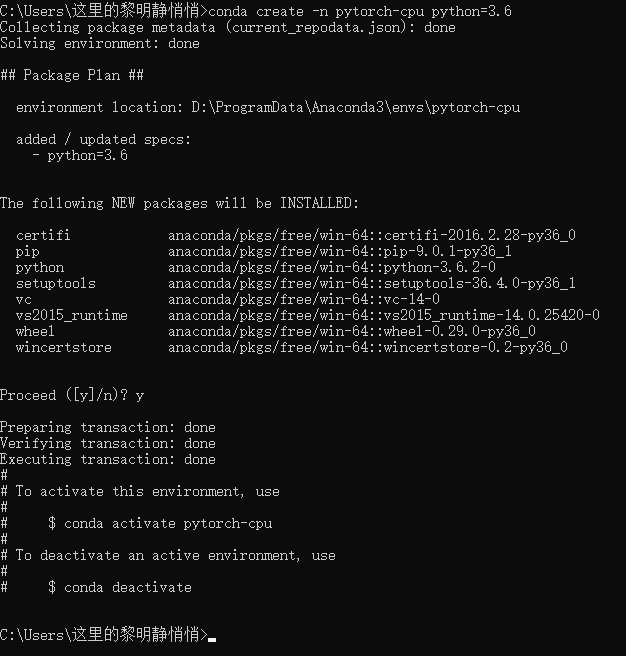 C:\Users\这里的黎明静悄悄>conda create -n pytorch-cpu python=3.6
Collecting package metadata (current_repodata.json): done
Solving environment: done
## Package Plan ##
environment location: D:\ProgramData\Anaconda3\envs\pytorch-cpu
added / updated specs:
- python=3.6
The following NEW packages will be INSTALLED:
certifi anaconda/pkgs/free/win-64::certifi-2016.2.28-py36_0
pip anaconda/pkgs/free/win-64::pip-9.0.1-py36_1
python anaconda/pkgs/free/win-64::python-3.6.2-0
setuptools anaconda/pkgs/free/win-64::setuptools-36.4.0-py36_1
vc anaconda/pkgs/free/win-64::vc-14-0
vs2015_runtime anaconda/pkgs/free/win-64::vs2015_runtime-14.0.25420-0
wheel anaconda/pkgs/free/win-64::wheel-0.29.0-py36_0
wincertstore anaconda/pkgs/free/win-64::wincertstore-0.2-py36_0
Proceed ([y]/n)? y
Preparing transaction: done
Verifying transaction: done
Executing transaction: done
#
# To activate this environment, use
#
# $ conda activate pytorch-cpu
#
# To deactivate an active environment, use
#
# $ conda deactivate
C:\Users\这里的黎明静悄悄>